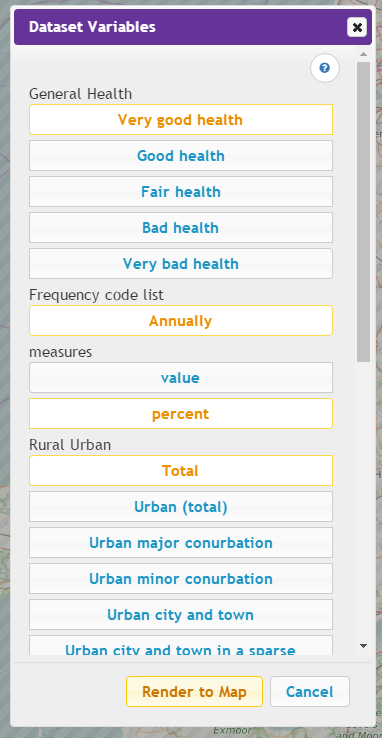 Dataset Variables
General Health
Very good health
Good health
Fair health
Bad health
Very bad health
Frequency code list
Annually
measures
value
percent
Rural Urban
Total
Urban (total)
Urban major conurbation
Urban minor conurbation
Urban city and town
Urban city and town in a sparse
Render to Map
Cancel
Exmoor
and Moor